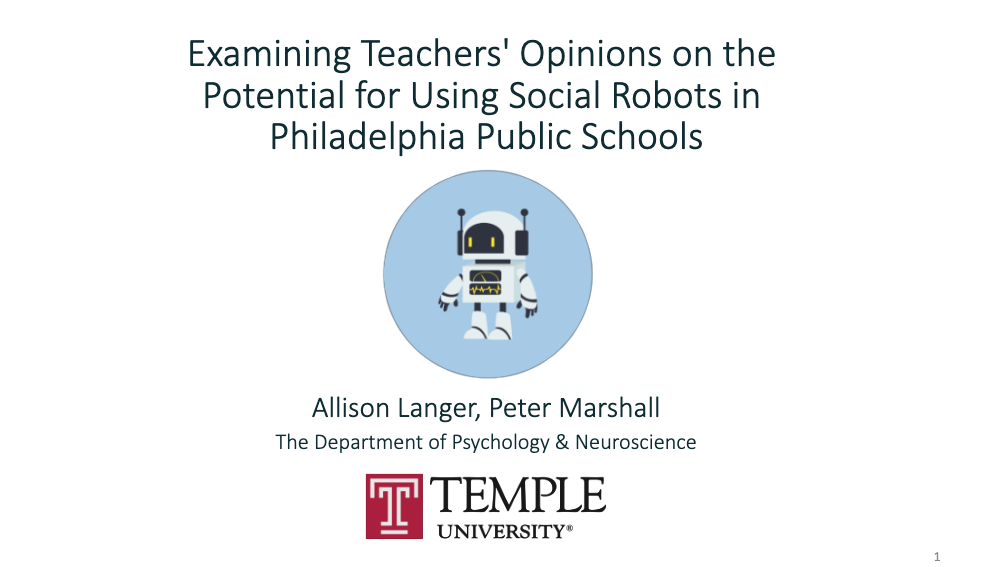 Examining Teachers' Opinions on the
Potential for Using Social Robots in
Philadelphia Public Schools
Allison Langer, Peter Marshall
The Department of Psychology & Neuroscience
T TEMPLE
UNIVERSITY®
1